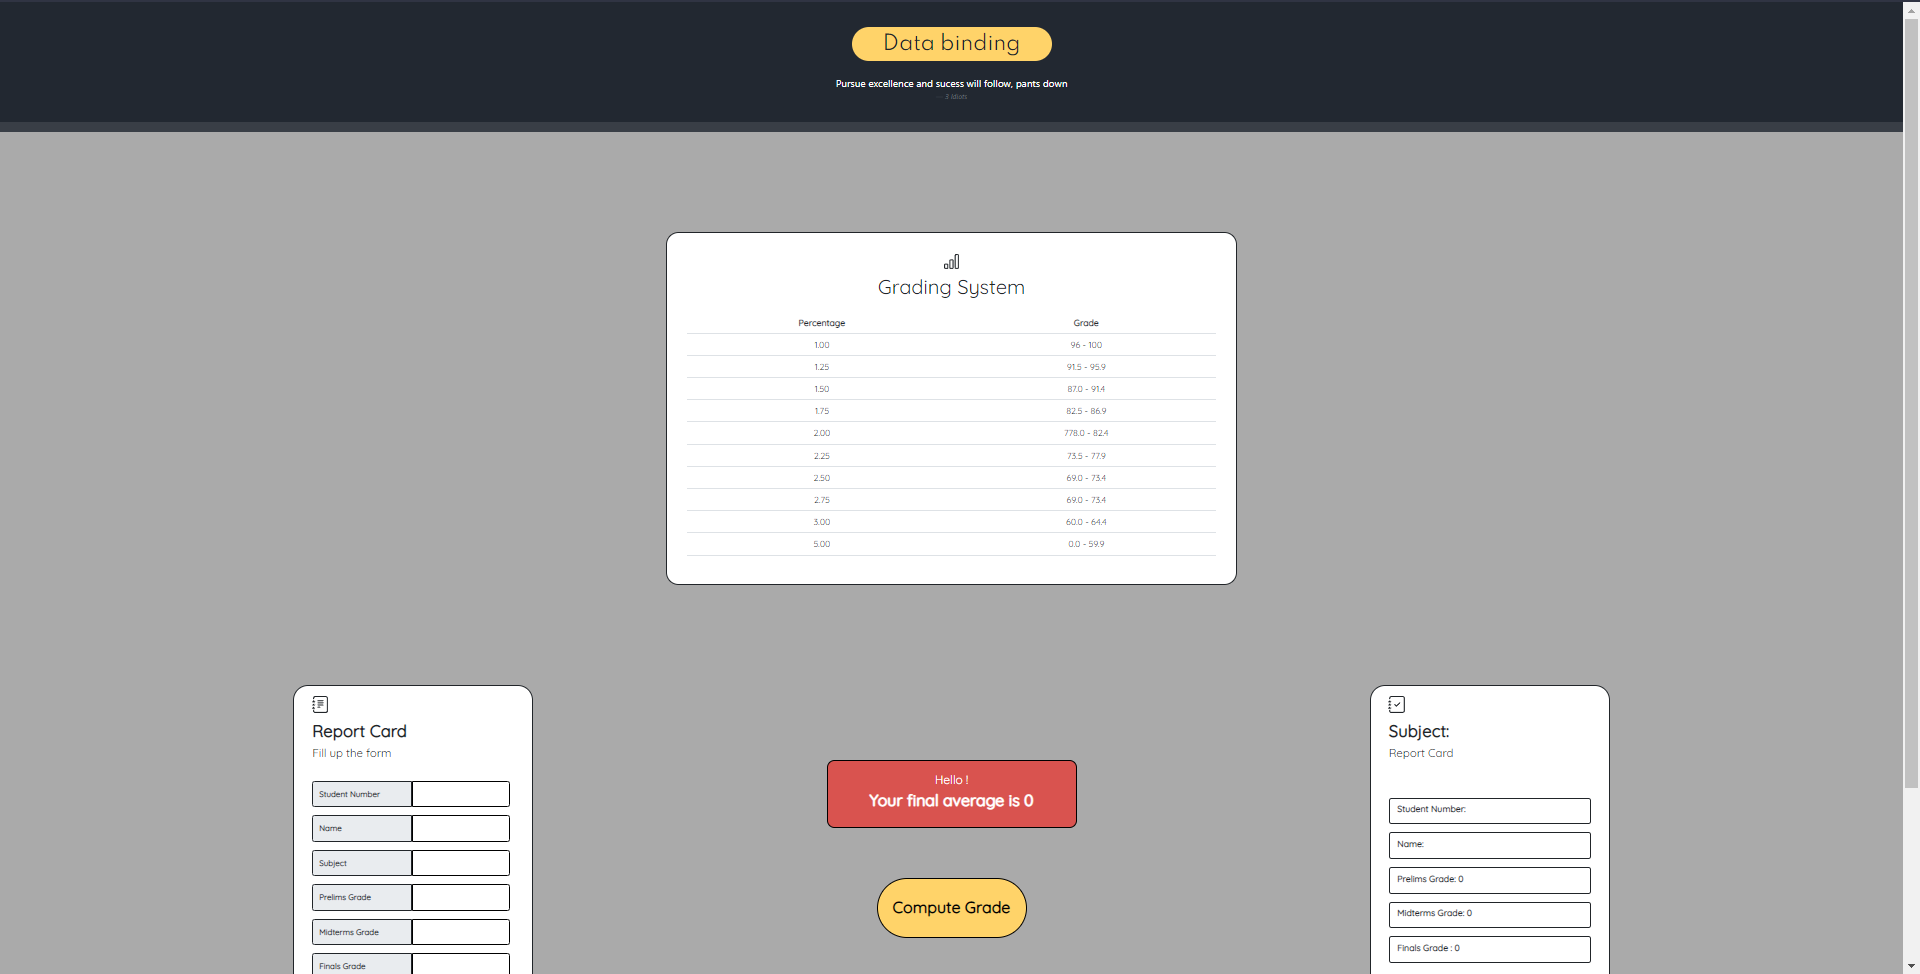 Data binding
Pursue excellence and sucess will follow, pants down
3 Idiots
Grading System
Percentage Grade
1.00 96 - 100
1.25 91.5 - 95.9
1.50 87.0 - 91.4
1.75 82.5 - 86.9
2.00 778.0 - 82.4
2.25 73.5 - 77.9
2.50 69.0 - 73.4
2.75 69.0 - 73.4
3.00 60.0 - 64.4
5.00 0.0 - 59.9
Report Card
Fill up the form
Student Number
Name
Subject
Prelims Grade
Midterms Grade
Finals Grade
Hello !
Your final average is 0
Compute Grade
Subject:
Report Card
Student Number:
Name:
Prelims Grade: 0
Midterms Grade: 0
Finals Grade : 0